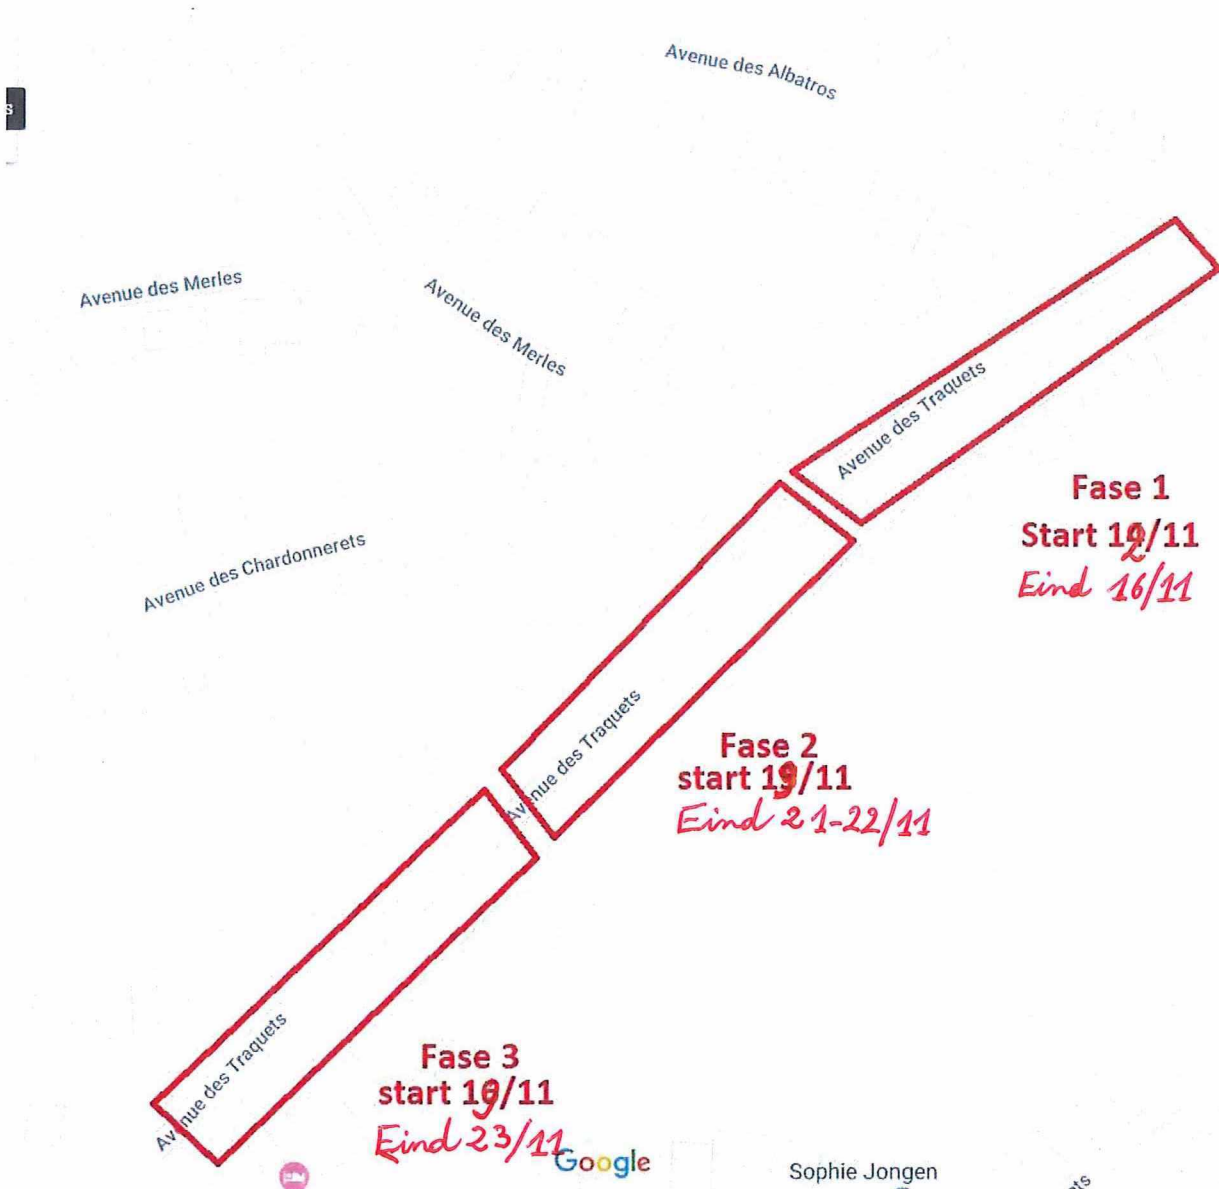 Avenue des Albatros
s
Avenue des Merles
Avenue des Merles
Avenue des Traquets
Fase 1
Start 12/11
Eind 16/11
Avenue des Chardonnerets
Avenue des Traquets
Fase 2
start 19/11
Eind 21-22/11
Avenue des Traquets
Fase 3
start 19/11
Eind 23/11
Google
Sophie Jongen
ts